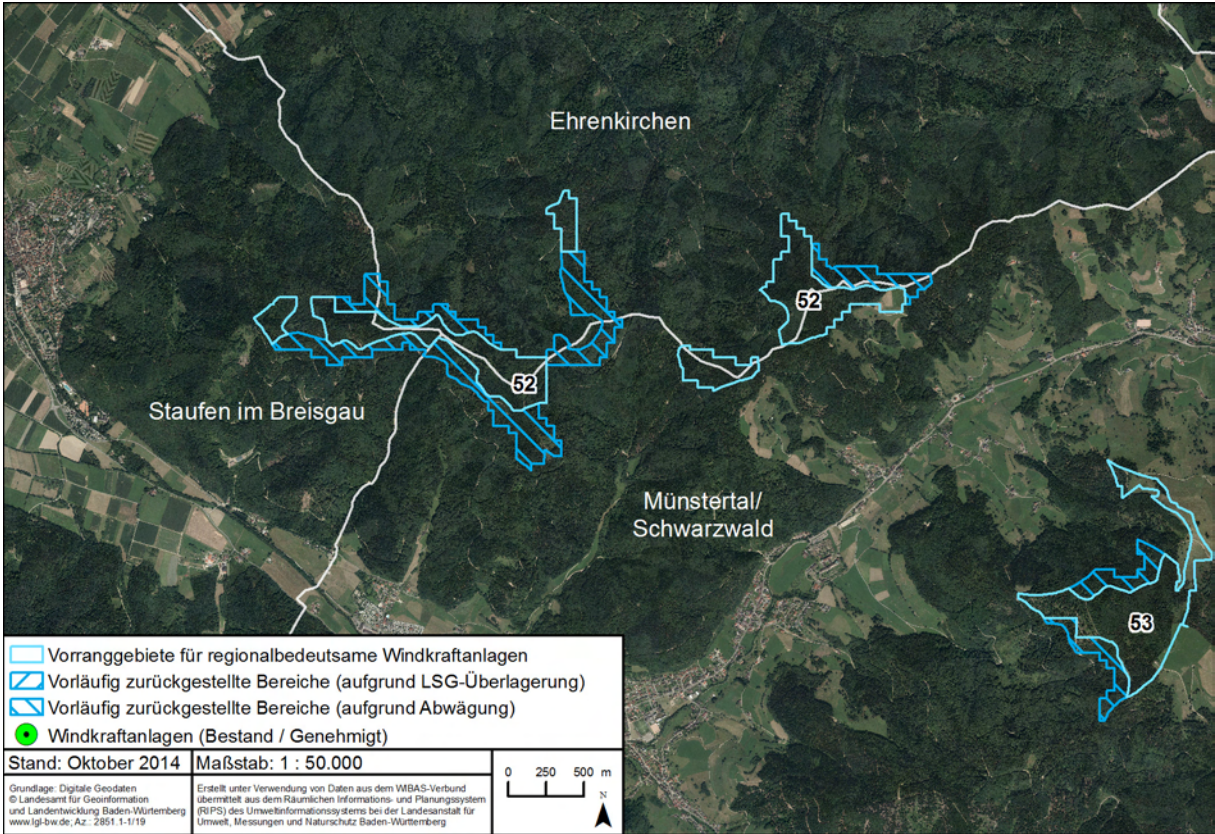 Ehrenkirchen
52
52
Staufen im Breisgau
Münstertal/
Schwarzwald
53
Vorranggebiete für regionalbedeutsame Windkraftanlagen
Vorläufig zurückgestellte Bereiche (aufgrund LSG-Überlagerung)
Vorläufig zurückgestellte Bereiche (aufgrund Abwägung)
Windkraftanlagen (Bestand / Genehmigt)
Stand: Oktober 2014
Maßstab: 1 : 50.000
0 250 500 m
N
Grundlage: Digitale Geodaten
© Landesamt für Geoinformation
und Landentwicklung Baden-Würtemberg
www.lgl-bw.de; Az.: 2851.1-1/19
Erstellt unter Verwendung von Daten aus dem WIBAS-Verbund
übermittelt aus dem Räumlichen Informations- und Planungssystem
(RIPS) des Umweltinformationssystems bei der Landesanstalt für
Umwelt, Messungen und Naturschutz Baden-Württemberg